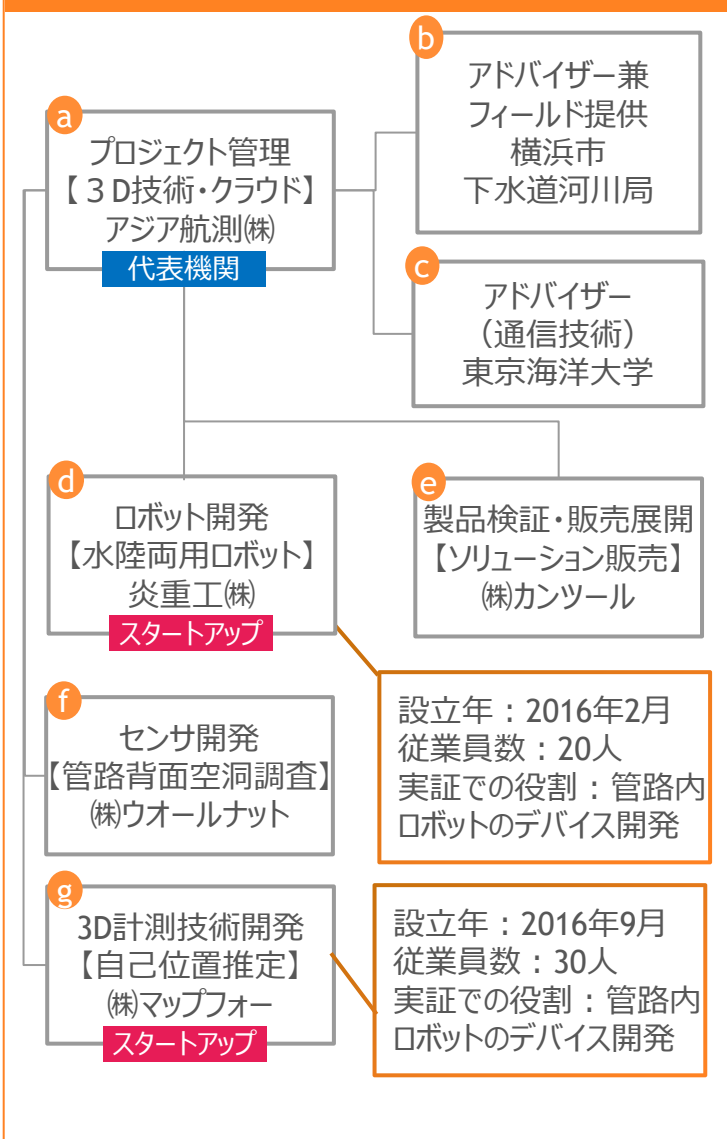 a
プロジェクト管理
【３D技術・クラウド】
アジア航測㈱
代表機関
b
アドバイザー兼
フィールド提供
横浜市
下水道河川局
c
アドバイザー
（通信技術）
東京海洋大学
d
ロボット開発
【水陸両用ロボット】
炎重工㈱
スタートアップ
e
製品検証・販売展開
【ソリューション販売】
㈱カンツール
設立年：2016年2月
従業員数：20人
実証での役割：管路内
ロボットのデバイス開発
f
センサ開発
【管路背面空洞調査】
㈱ウオールナット
g
3D計測技術開発
【自己位置推定】
㈱マップフォー
スタートアップ
設立年：2016年9月
従業員数：30人
実証での役割：管路内
ロボットのデバイス開発